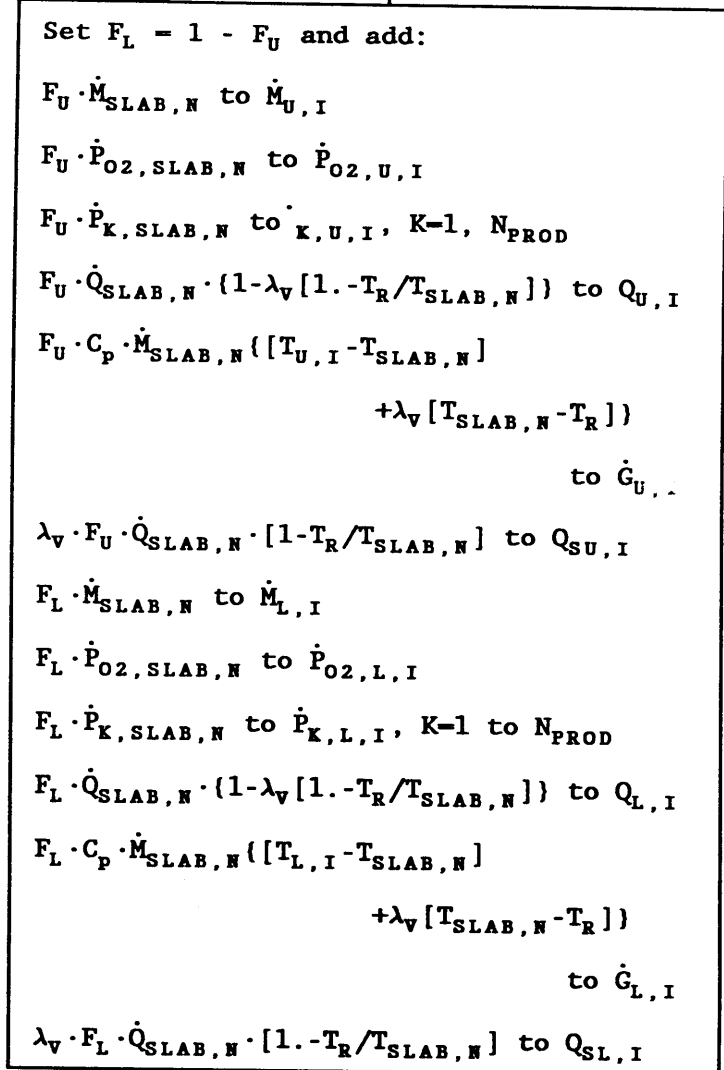 Set F_L = 1 - F_U and add:
F_U·Ṁ_SLAB,N to Ṁ_U,I
F_U·Ṗ_O2,SLAB,N to Ṗ_O2,U,I
F_U·Ṗ_K,SLAB,N to ˙_K,U,I, K=1, N_PROD
F_U·Q̇_SLAB,N·{1-λ_V[1.-T_R/T_SLAB,N]} to Q_U,I
F_U·C_p·Ṁ_SLAB,N{[T_U,I-T_SLAB,N]
+λ_V[T_SLAB,N-T_R]}
to Ġ_U,
λ_V·F_U·Q̇_SLAB,N·[1-T_R/T_SLAB,N] to Q_SU,I
F_L·Ṁ_SLAB,N to Ṁ_L,I
F_L·Ṗ_O2,SLAB,N to Ṗ_O2,L,I
F_L·Ṗ_K,SLAB,N to Ṗ_K,L,I, K=1 to N_PROD
F_L·Q̇_SLAB,N·{1-λ_V[1.-T_R/T_SLAB,N]} to Q_L,I
F_L·C_p·Ṁ_SLAB,N{[T_L,I-T_SLAB,N]
+λ_V[T_SLAB,N-T_R]}
to Ġ_L,I
λ_V·F_L·Q̇_SLAB,N·[1.-T_R/T_SLAB,N] to Q_SL,I